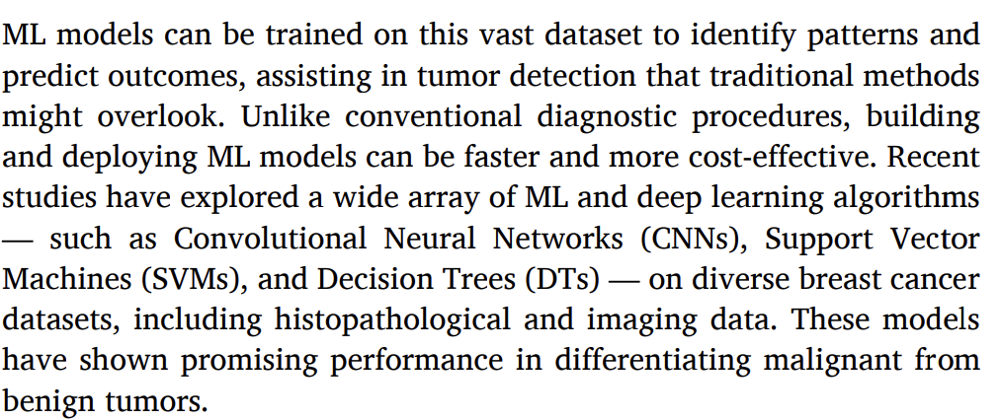 ML models can be trained on this vast dataset to identify patterns and
predict outcomes, assisting in tumor detection that traditional methods
might overlook. Unlike conventional diagnostic procedures, building
and deploying ML models can be faster and more cost-effective. Recent
studies have explored a wide array of ML and deep learning algorithms
— such as Convolutional Neural Networks (CNNs), Support Vector
Machines (SVMs), and Decision Trees (DTs) — on diverse breast cancer
datasets, including histopathological and imaging data. These models
have shown promising performance in differentiating malignant from
benign tumors.